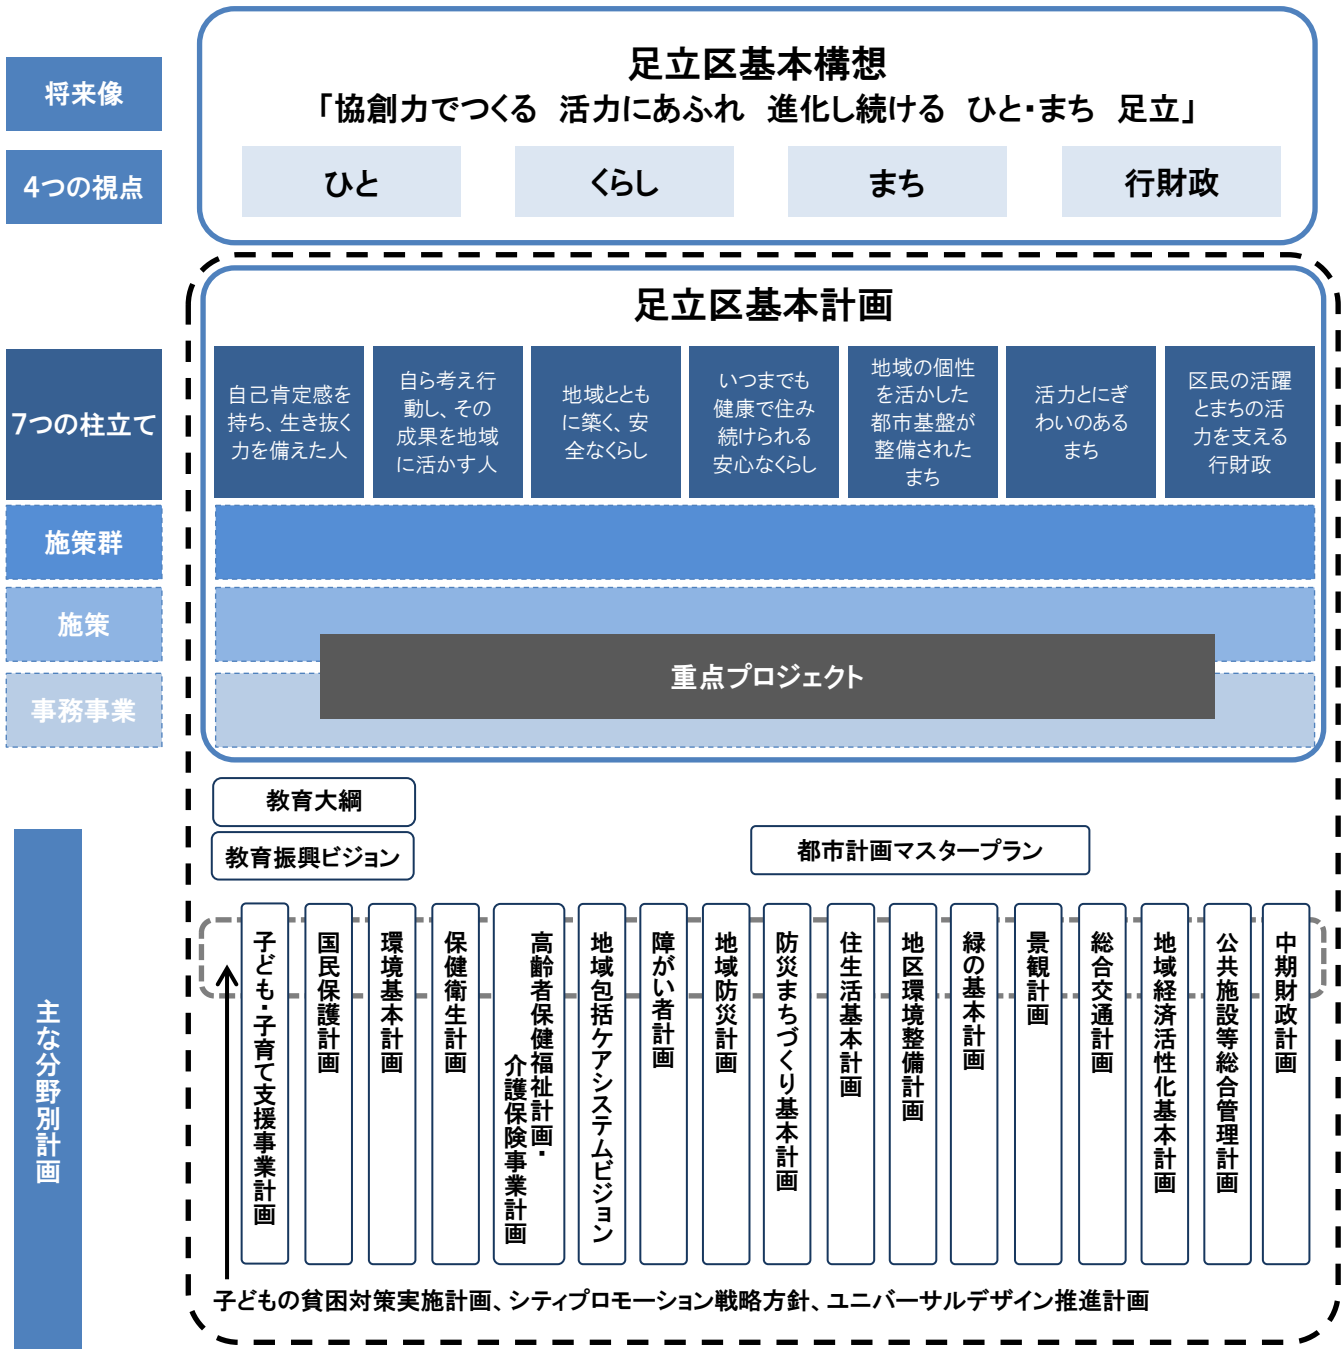 足立区基本構想
「協創力でつくる 活力にあふれ 進化し続ける ひと・まち 足立」
将来像
4つの視点
ひと
くらし
まち
行財政
足立区基本計画
7つの柱立て
自己肯定感を
持ち、生き抜く
力を備えた人
自ら考え行
動し、その
成果を地域
に活かす人
地域ととも
に築く、安
全なくらし
いつまでも
健康で住み
続けられる
安心なくらし
地域の個性
を活かした
都市基盤が
整備された
まち
活力とにぎ
わいのある
まち
区民の活躍
とまちの活
力を支える
行財政
施策群
施策
重点プロジェクト
事務事業
教育大綱
教育振興ビジョン
都市計画マスタープラン
主な分野別計画
子ども・子育て支援事業計画
国民保護計画
環境基本計画
保健衛生計画
高齢者保健福祉計画・
介護保険事業計画
地域包括ケアシステムビジョン
障がい者計画
地域防災計画
防災まちづくり基本計画
住生活基本計画
地区環境整備計画
緑の基本計画
景観計画
総合交通計画
地域経済活性化基本計画
公共施設等総合管理計画
中期財政計画
子どもの貧困対策実施計画、シティプロモーション戦略方針、ユニバーサルデザイン推進計画